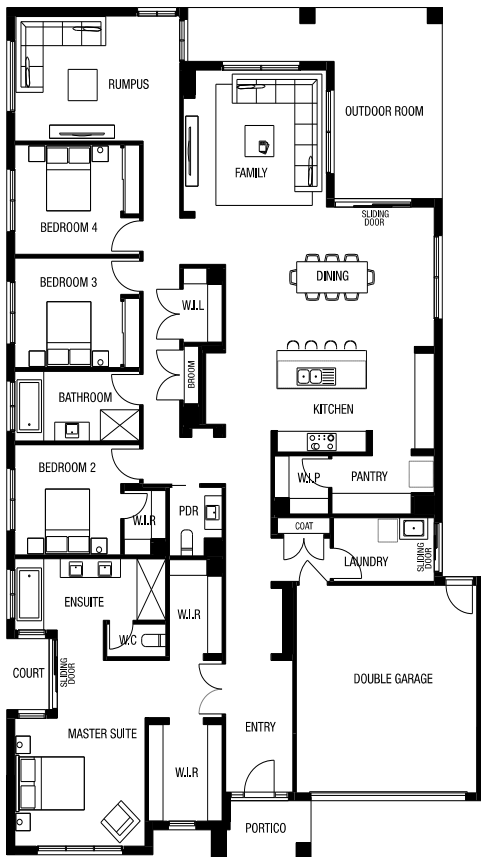 RUMPUS
OUTDOOR ROOM
FAMILY
SLIDING
DOOR
BEDROOM 4
BEDROOM 3
DINING
W.I.L
BROOM
BATHROOM
KITCHEN
BEDROOM 2
W.I.P
PANTRY
W.I.R
PDR
COAT
LAUNDRY
SLIDING
DOOR
ENSUITE
W.I.R
W.C
COURT
SLIDING
DOOR
DOUBLE GARAGE
MASTER SUITE
ENTRY
W.I.R
PORTICO